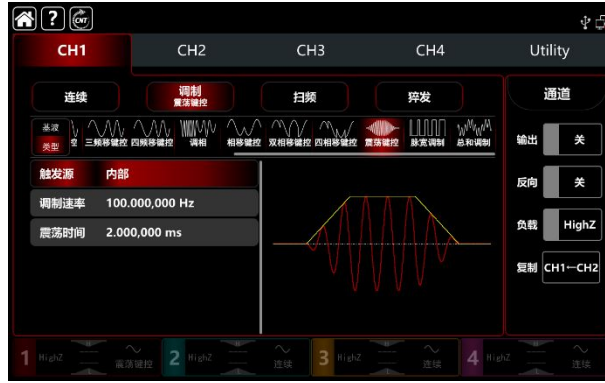 ? CNT
CH1 CH2 CH3 CH4 Utility
连续 调制 扫频 猝发 通道
震荡键控
基波
类型 空 三频移键控 四频移键控 调相 相移键控 双相移键控 四相移键控 震荡键控 脉宽调制 总和调制
输出 关
触发源 内部
反向 关
调制速率 100.000,000 Hz
负载 HighZ
震荡时间 2.000,000 ms
复制 CH1←CH2
1 HighZ 震荡键控 2 HighZ 连续 3 HighZ 连续 4 HighZ 连续